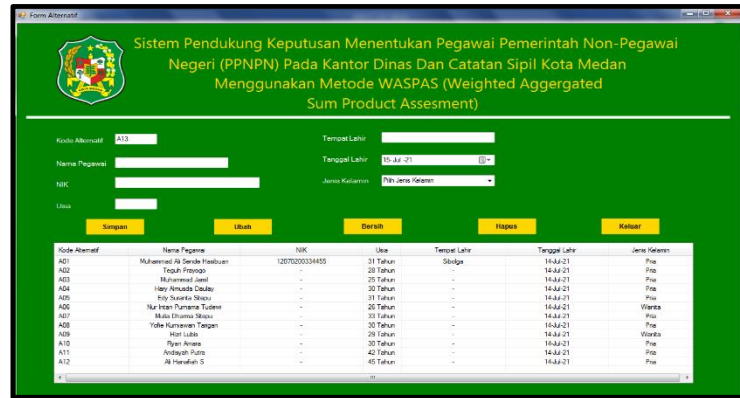 Form Alternatif
Sistem Pendukung Keputusan Menentukan Pegawai Pemerintah Non-Pegawai
Negeri (PPNPN) Pada Kantor Dinas Dan Catatan Sipil Kota Medan
Menggunakan Metode WASPAS (Weighted Aggergated
Sum Product Assesment)
Kode Alternatif A13 Tempat Lahir
Nama Pegawai Tanggal Lahir 15-Jul-21
NIK Jenis Kelamin Pilih Jenis Kelamin
Usia
Simpan Ubah Bersih Hapus Keluar
Kode Alternatif Nama Pegawai NIK Usia Tempat Lahir Tanggal Lahir Jenis Kelamin
A01 Muhammad Ali Sende Hasibuan 12070200334455 31 Tahun Sibolga 14-Jul-21 Pria
A02 Teguh Prayogo - 28 Tahun - 14-Jul-21 Pria
A03 Muhammad Jamil - 25 Tahun - 14-Jul-21 Pria
A04 Hary Almusda Daulay - 30 Tahun - 14-Jul-21 Pria
A05 Edy Suranta Sitepu - 31 Tahun - 14-Jul-21 Pria
A06 Nur Intan Purnama - 26 Tahun - 14-Jul-21 Wanita
A07 Mulia Dharma Sitepu - 33 Tahun - 14-Jul-21 Pria
A08 Yofie Kurniawan Tarigan - 30 Tahun - 14-Jul-21 Pria
A09 Lubis - 29 Tahun - 14-Jul-21 Wanita
A10 Ryan Amara - 30 Tahun - 14-Jul-21 Pria
A11 Andisyah Putra - 42 Tahun - 14-Jul-21 Pria
A12 Ali Hanafiah S - 45 Tahun - 14-Jul-21 Pria